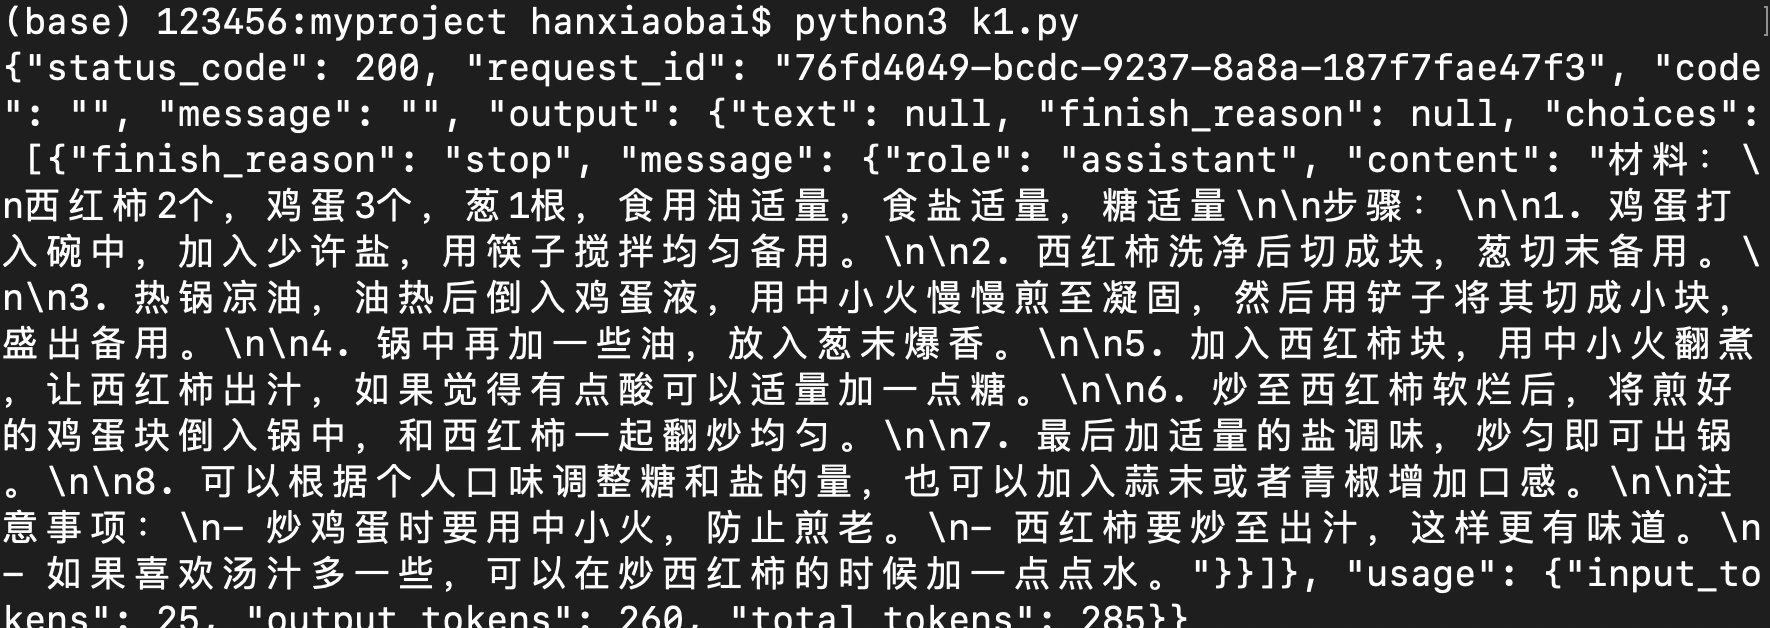 (base) 123456:myproject hanxiaobai$ python3 k1.py
{"status_code": 200, "request_id": "76fd4049-bcdc-9237-8a8a-187f7fae47f3", "code
": "", "message": "", "output": {"text": null, "finish_reason": null, "choices":
 [{"finish_reason": "stop", "message": {"role": "assistant", "content": "材料：\
n西红柿2个，鸡蛋3个，葱1根，食用油适量，食盐适量，糖适量\n\n步骤：\n\n1. 鸡蛋打
入碗中，加入少许盐，用筷子搅拌均匀备用。\n\n2. 西红柿洗净后切成块，葱切末备用。\
n\n3. 热锅凉油，油热后倒入鸡蛋液，用中小火慢慢煎至凝固，然后用铲子将其切成小块，
盛出备用。\n\n4. 锅中再加一些油，放入葱末爆香。\n\n5. 加入西红柿块，用中小火翻煮
，让西红柿出汁，如果觉得有点酸可以适量加一点糖。\n\n6. 炒至西红柿软烂后，将煎好
的鸡蛋块倒入锅中，和西红柿一起翻炒均匀。\n\n7. 最后加适量的盐调味，炒匀即可出锅
。\n\n8. 可以根据个人口味调整糖和盐的量，也可以加入蒜末或者青椒增加口感。\n\n注
意事项：\n- 炒鸡蛋时要用中小火，防止煎老。\n- 西红柿要炒至出汁，这样更有味道。\n
- 如果喜欢汤汁多一些，可以在炒西红柿的时候加一点点水。"}}]}, "usage": {"input_to
kens": 25, "output_tokens": 260, "total_tokens": 285}}